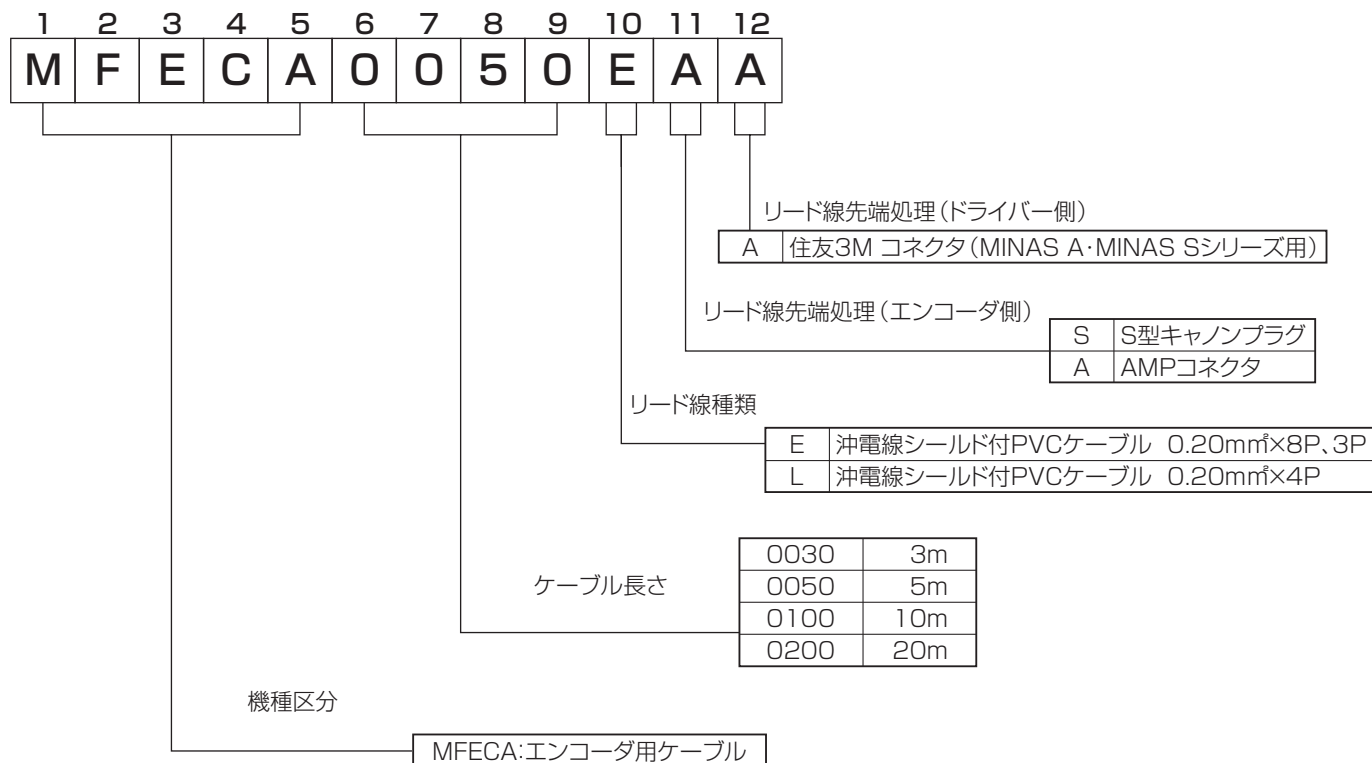 1 2 3 4 5 6 7 8 9 10 11 12
M F E C A 0 0 5 0 E A A
リード線先端処理（ドライバー側）
A 住友3M コネクタ（MINAS A・MINAS Sシリーズ用）
リード線先端処理（エンコーダ側）
S S型キャノンプラグ
A AMPコネクタ
リード線種類
E 沖電線シールド付PVCケーブル 0.20mm²×8P、3P
L 沖電線シールド付PVCケーブル 0.20mm²×4P
ケーブル長さ
0030 3m
0050 5m
0100 10m
0200 20m
機種区分
MFECA：エンコーダ用ケーブル